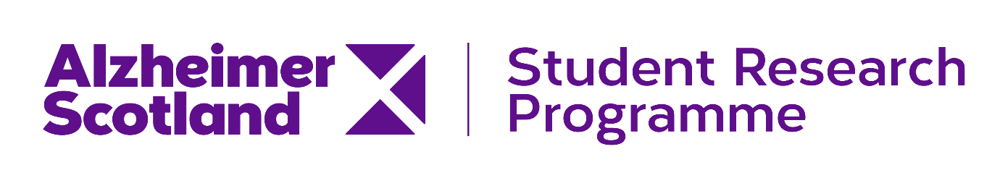 Alzheimer
Scotland
Student Research
Programme